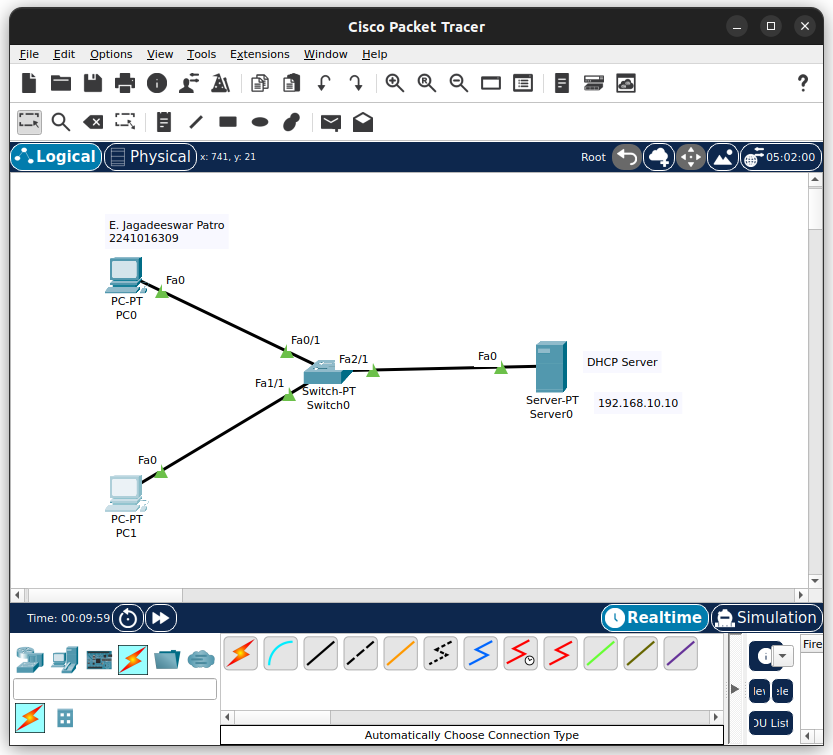 Cisco Packet Tracer
File Edit Options View Tools Extensions Window Help
?
Logical Physical x: 741, y: 21 Root 05:02:00
E. Jagadeeswar Patro
2241016309
Fa0
PC-PT
PC0
Fa0/1
Fa2/1
Fa0
DHCP Server
Fa1/1
Switch-PT
Switch0
Server-PT
Server0
192.168.10.10
Fa0
PC-PT
PC1
Time: 00:09:59 Realtime Simulation
Fire
DU List
Automatically Choose Connection Type